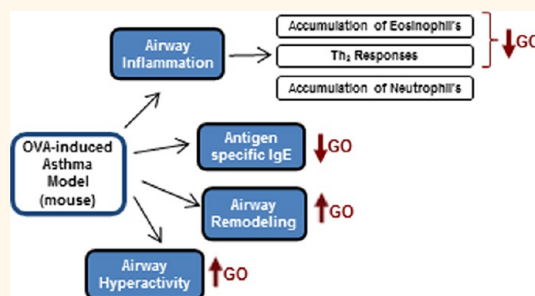 Accumulation of Eosinophil's
Airway
Inflammation
Th₂ Responses
GO
Accumulation of Neutrophil's
OVA-induced
Asthma
Model
(mouse)
Antigen
specific IgE
GO
Airway
Remodeling
GO
Airway
Hyperactivity
GO